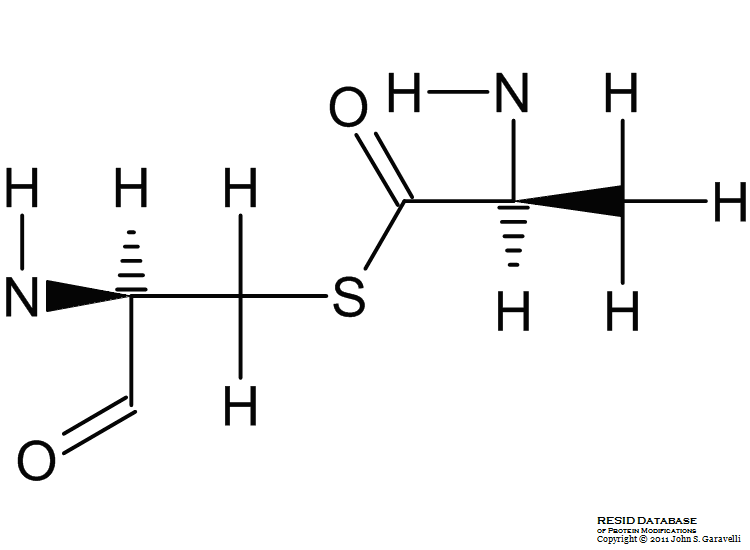 H N H
O
H H H
S H
N
H H
H
O
RESID DATABASE
OF PROTEIN MODIFICATIONS
Copyright © 2011 John S. Garavelli